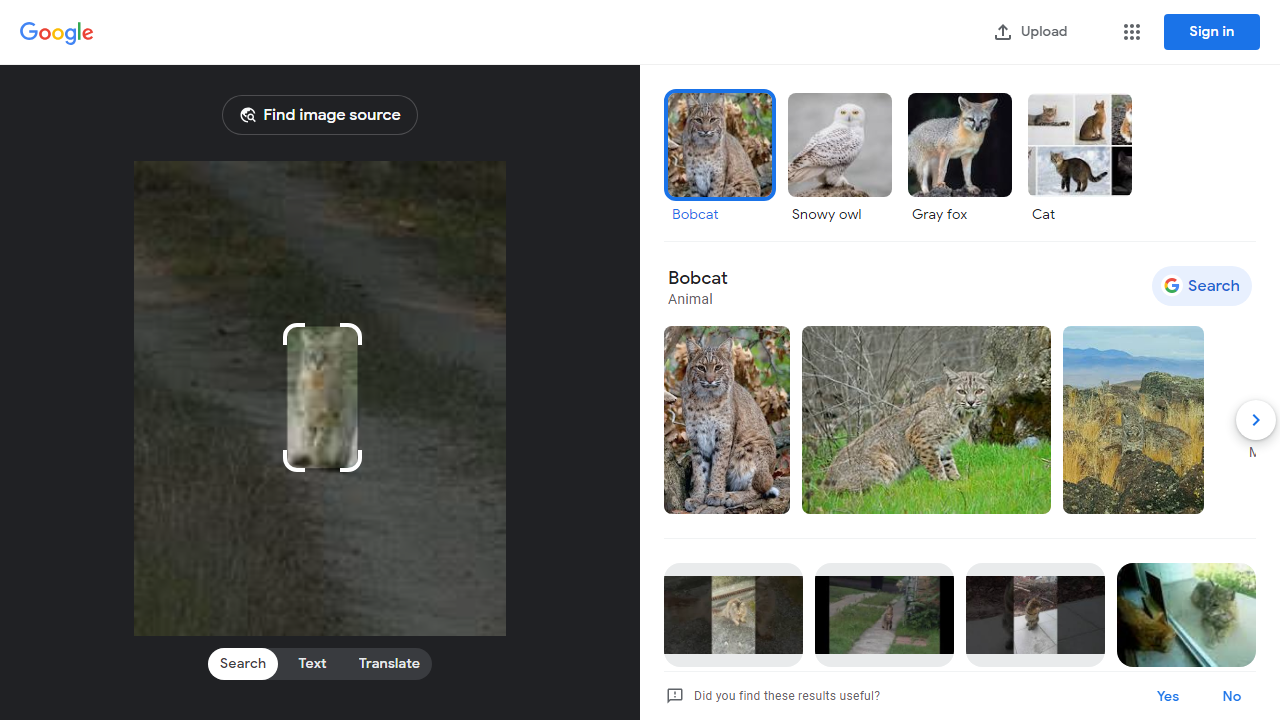 Google
Upload
Sign in
Find image source
Bobcat
Snowy owl
Gray fox
Cat
Bobcat
Animal
Search
Search
Text
Translate
Did you find these results useful?
Yes
No